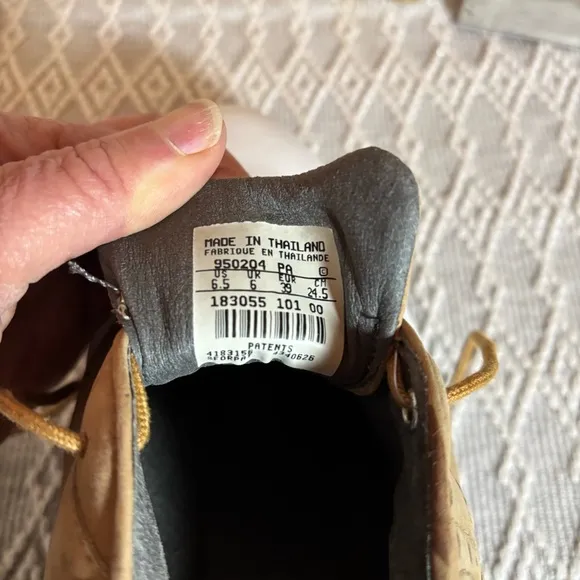 MADE IN THAILAND
FABRIQUE EN THAILANDE
950204 PA ©
US UK EUR CM
6.5 6 39 24.5
183055 101 00
PATENTS